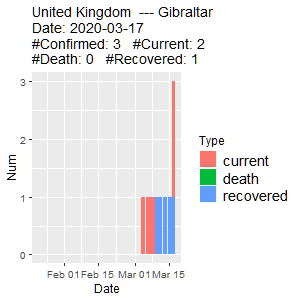 United Kingdom  --- Gibraltar
Date: 2020-03-17
#Confirmed: 3   #Current: 2
#Death: 0   #Recovered: 1
3
2
1
0
Num
Feb 01 Feb 15 Mar 01 Mar 15
Date
Type
current
death
recovered